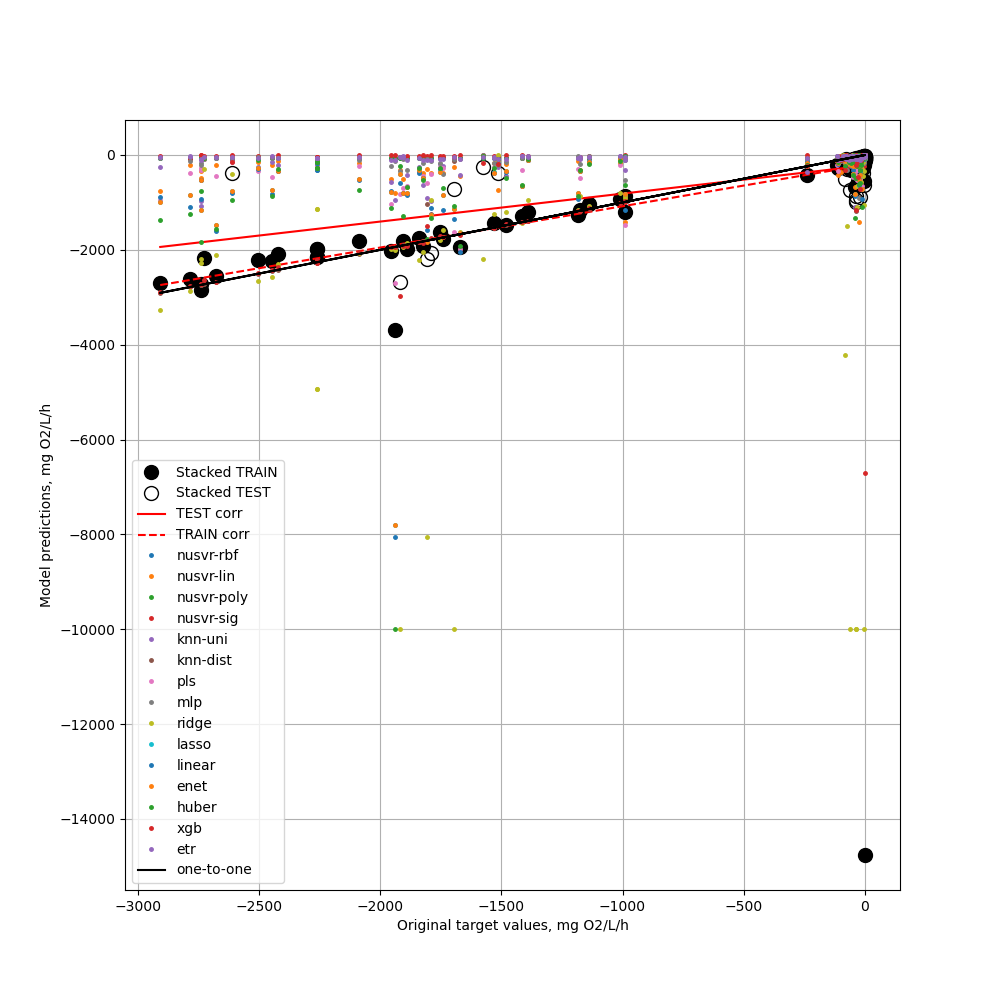 0
−2000
−4000
−6000
−8000
−10000
−12000
−14000
Model predictions, mg O2/L/h
Stacked TRAIN
Stacked TEST
TEST corr
TRAIN corr
nusvr-rbf
nusvr-lin
nusvr-poly
nusvr-sig
knn-uni
knn-dist
pls
mlp
ridge
lasso
linear
enet
huber
xgb
etr
one-to-one
−3000 −2500 −2000 −1500 −1000 −500 0
Original target values, mg O2/L/h